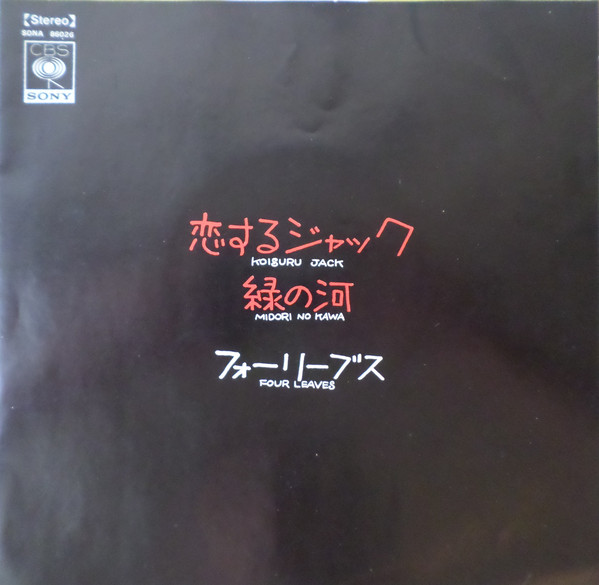 【Stereo】
SONA 86026
CBS
SONY
恋するジャック
KOISURU JACK
緑の河
MIDORI NO KAWA
フォーリーブス
FOUR LEAVES